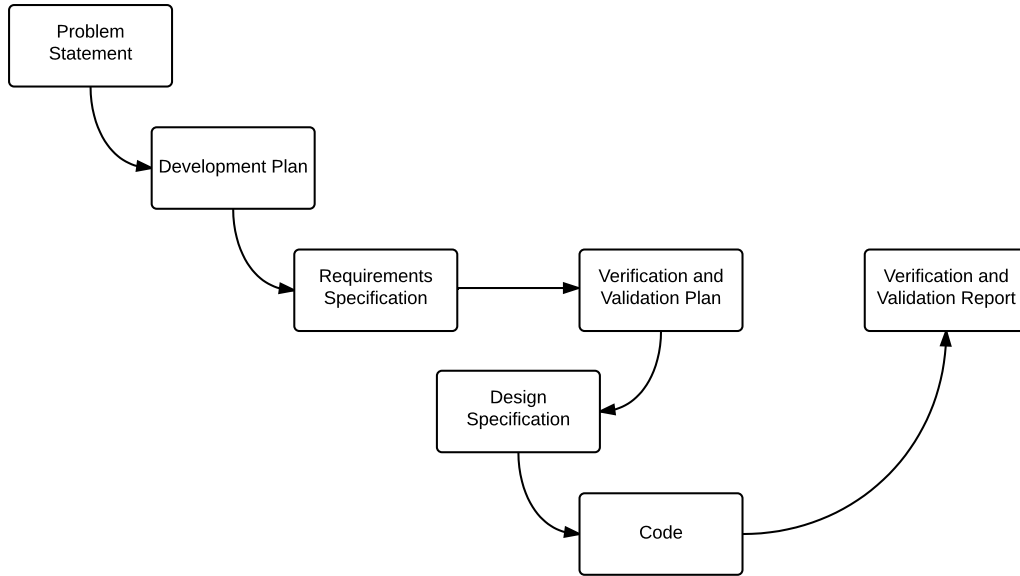 Problem
Statement
Development Plan
Requirements
Specification
Verification and
Validation Plan
Verification and
Validation Report
Design
Specification
Code